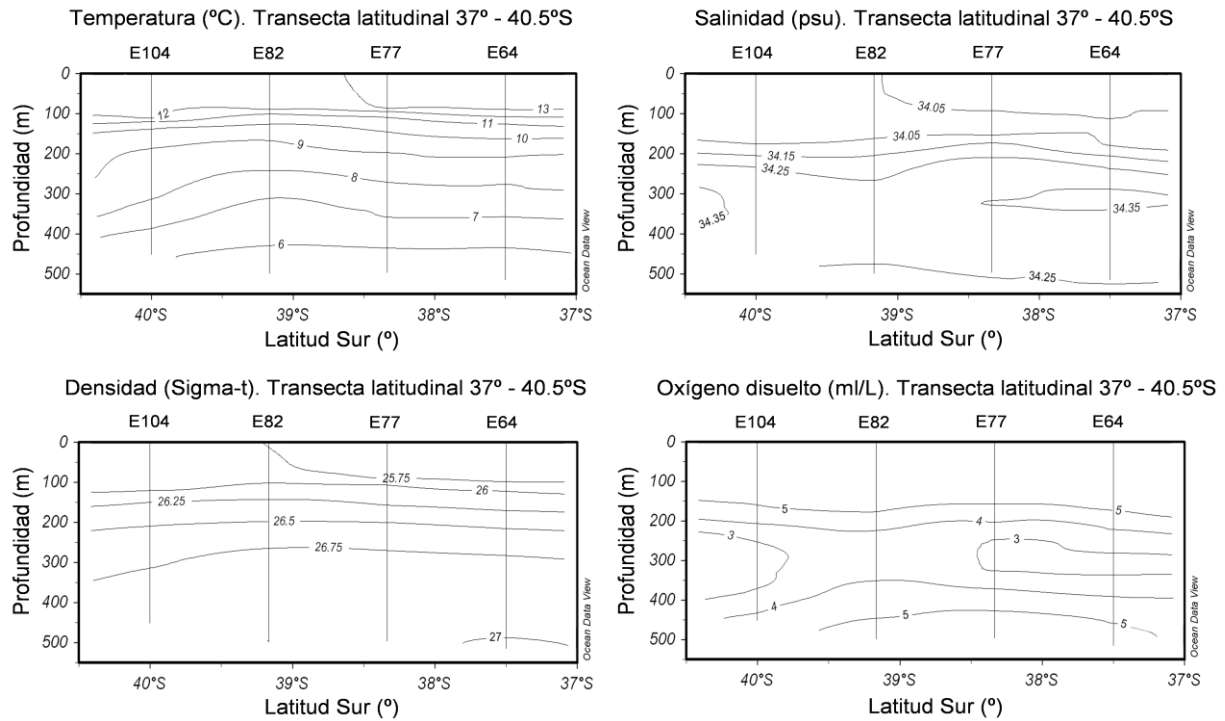 Temperatura (ºC). Transecta latitudinal 37º - 40.5ºS
E104 E82 E77 E64
0
100
200
300
400
500
Profundidad (m)
12
13
11
10
9
8
7
6
Ocean Data View
40°S 39°S 38°S 37°S
Latitud Sur (º)
Salinidad (psu). Transecta latitudinal 37º - 40.5ºS
E104 E82 E77 E64
0
100
200
300
400
500
Profundidad (m)
34.05
34.05
34.15
34.25
34.35
34.35
34.25
Ocean Data View
40°S 39°S 38°S 37°S
Latitud Sur (º)
Densidad (Sigma-t). Transecta latitudinal 37º - 40.5ºS
E104 E82 E77 E64
0
100
200
300
400
500
Profundidad (m)
25.75
26
26.25
26.5
26.75
27
Ocean Data View
40°S 39°S 38°S 37°S
Latitud Sur (º)
Oxígeno disuelto (ml/L). Transecta latitudinal 37º - 40.5ºS
E104 E82 E77 E64
0
100
200
300
400
500
Profundidad (m)
5
5
4
3
3
4
5
5
Ocean Data View
40°S 39°S 38°S 37°S
Latitud Sur (º)